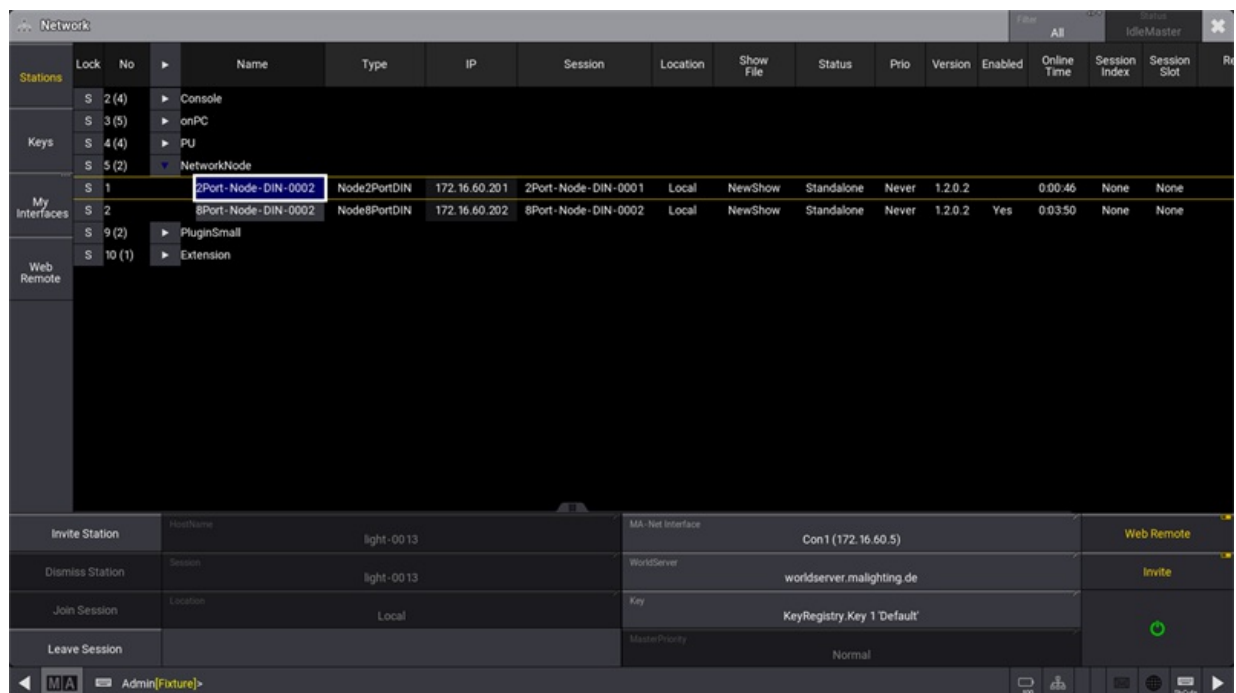 Network
Filter
All
Status
IdleMaster
Stations
Keys
My Interfaces
Web Remote
Lock No Name Type IP Session Location Show File Status Prio Version Enabled Online Time Session Index Session Slot Re
S 2 (4) Console
S 3 (5) onPC
S 4 (4) PU
S 5 (2) NetworkNode
S 1 2Port-Node-DIN-0002 Node2PortDIN 172.16.60.201 2Port-Node-DIN-0001 Local NewShow Standalone Never 1.2.0.2 0:00:46 None None
S 2 8Port-Node-DIN-0002 Node8PortDIN 172.16.60.202 8Port-Node-DIN-0002 Local NewShow Standalone Never 1.2.0.2 Yes 0:03:50 None None
S 9 (2) PluginSmall
S 10 (1) Extension
Invite Station
Dismiss Station
Join Session
Leave Session
HostName
light-0013
Session
light-0013
Location
Local
MA-Net Interface
Con1 (172.16.60.5)
WorldServer
worldserver.malighting.de
Key
KeyRegistry.Key 1 'Default'
MasterPriority
Normal
Web Remote
Invite
MA Admin[Fixture]>